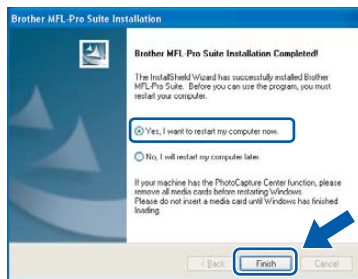 Brother MFL-Pro Suite Installation
Brother MFL-Pro Suite Installation Completed!
The InstallShield Wizard has successfully installed Brother
MFL-Pro Suite. Before you can use the program, you must
restart your computer.
Yes, I want to restart my computer now.
No, I will restart my computer later.
If your machine has the PhotoCapture Center function, please
remove all media cards before restarting Windows.
Please do not insert a media card until Windows has finished
loading.
< Back Finish Cancel